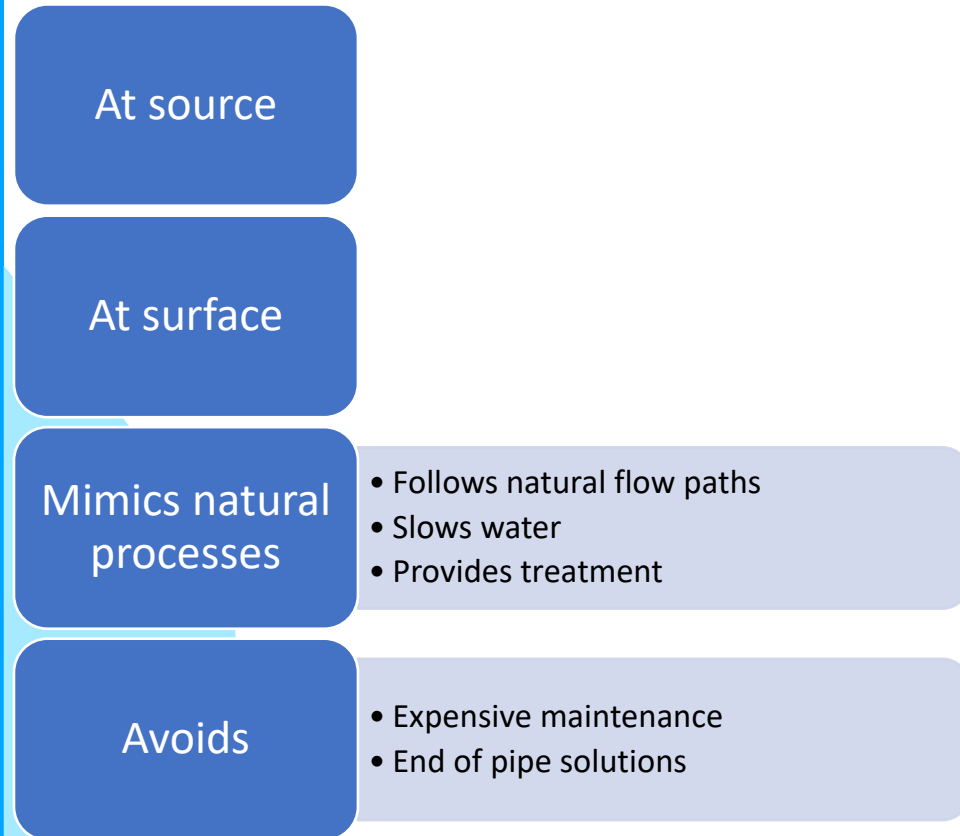 At source
At surface
Mimics natural
processes
• Follows natural flow paths
• Slows water
• Provides treatment
Avoids
• Expensive maintenance
• End of pipe solutions